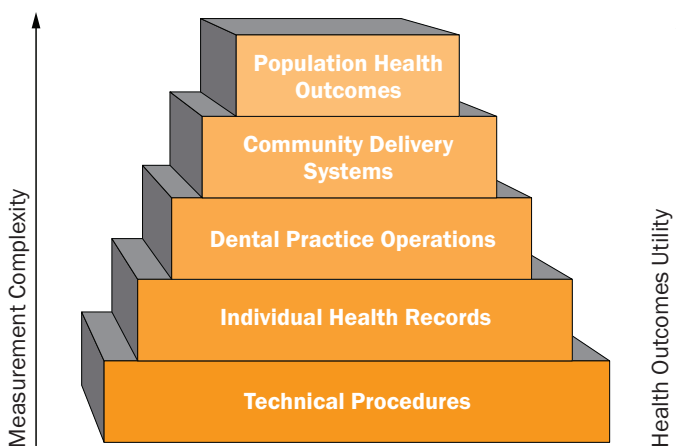 Population Health
Outcomes
Community Delivery
Systems
Dental Practice Operations
Individual Health Records
Technical Procedures
Measurement Complexity
Health Outcomes Utility